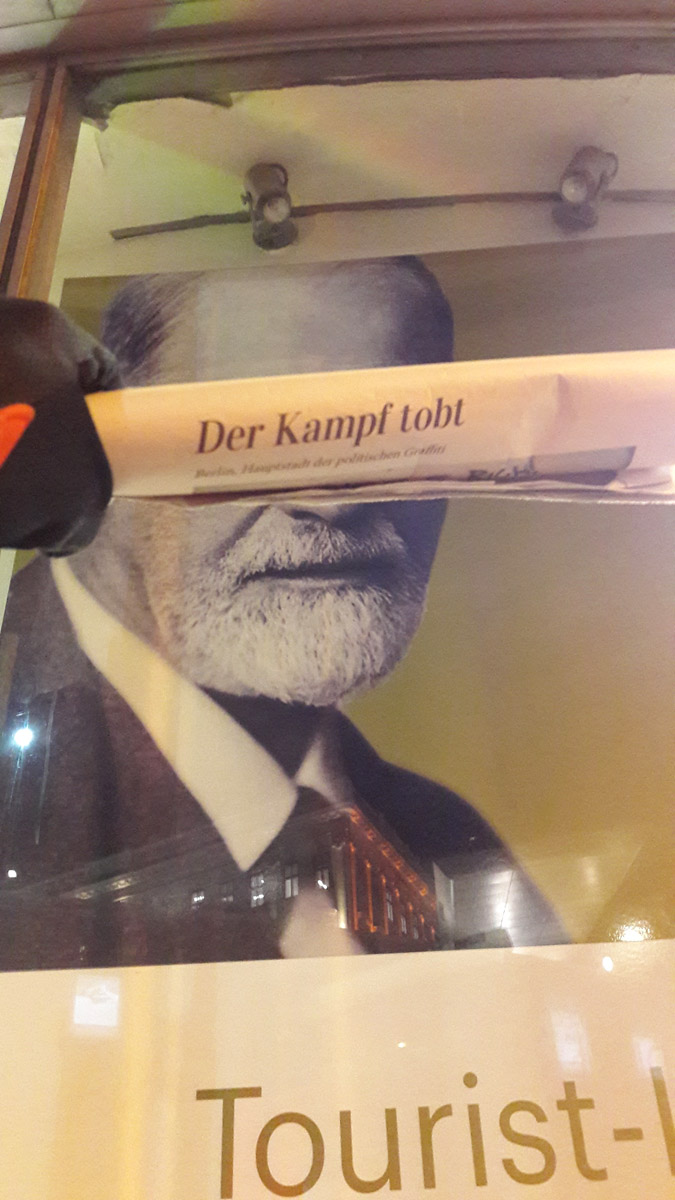 Der Kampf tobt
Berlin, Hauptstadt der politischen Graffiti
Tourist-I